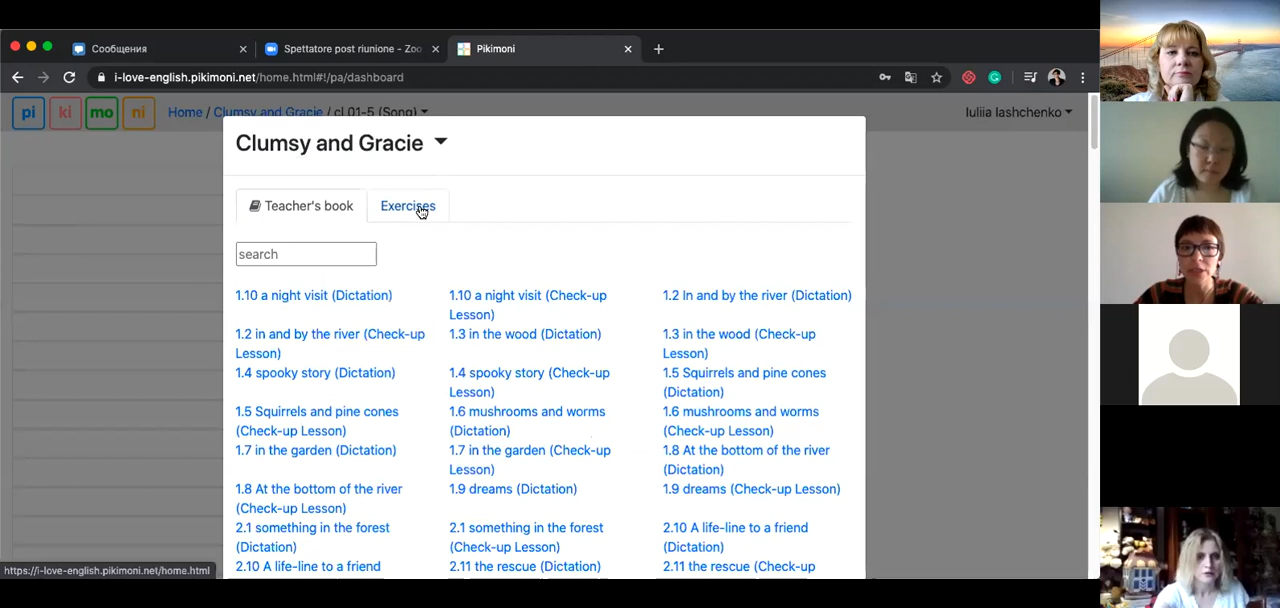 Сообщения
Spettatore post riunione - Zoo
Pikimoni
i-love-english.pikimoni.net/home.html#!/pa/dashboard
pi ki mo ni Home / Clumsy and Gracie / cl.01-5 (Song)
Iuliia Iashchenko
Clumsy and Gracie
Teacher's book
Exercises
search
1.10 a night visit (Dictation)
1.10 a night visit (Check-up
Lesson)
1.2 In and by the river (Dictation)
1.2 in and by the river (Check-up
Lesson)
1.3 in the wood (Dictation)
1.3 in the wood (Check-up
Lesson)
1.4 spooky story (Dictation)
1.4 spooky story (Check-up
Lesson)
1.5 Squirrels and pine cones
(Dictation)
1.5 Squirrels and pine cones
(Check-up Lesson)
1.6 mushrooms and worms
(Dictation)
1.6 mushrooms and worms
(Check-up Lesson)
1.7 in the garden (Dictation)
1.7 in the garden (Check-up
Lesson)
1.8 At the bottom of the river
(Dictation)
1.8 At the bottom of the river
(Check-up Lesson)
1.9 dreams (Dictation)
1.9 dreams (Check-up Lesson)
2.1 something in the forest
(Dictation)
2.1 something in the forest
(Check-up Lesson)
2.10 A life-line to a friend
(Dictation)
2.10 A life-line to a friend
2.11 the rescue (Dictation)
2.11 the rescue (Check-up
https://i-love-english.pikimoni.net/home.html